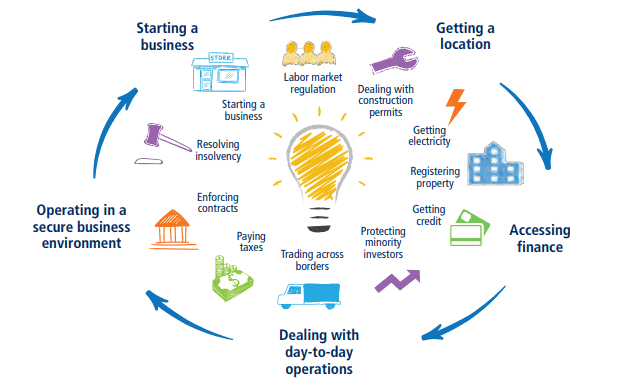 Starting a
business
Getting a
location
STORE
Labor market
regulation
Dealing with
construction
permits
Starting a
business
Getting
electricity
Resolving
insolvency
Registering
property
Enforcing
contracts
Getting
credit
Operating in a
secure business
environment
Accessing
finance
Paying
taxes
Protecting
minority
investors
Trading across
borders
Dealing with
day-to-day
operations